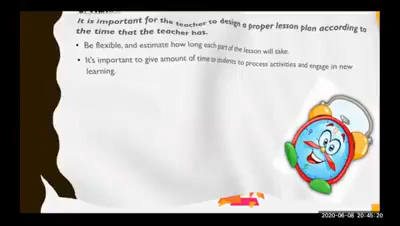 It is important for the teacher to design a proper lesson plan according to
the time that the teacher has.
• Be flexible, and estimate how long each part of the lesson will take.
• It's important to give amount of time to students to process activities and engage in new
learning.
2020-06-08 20:45:20